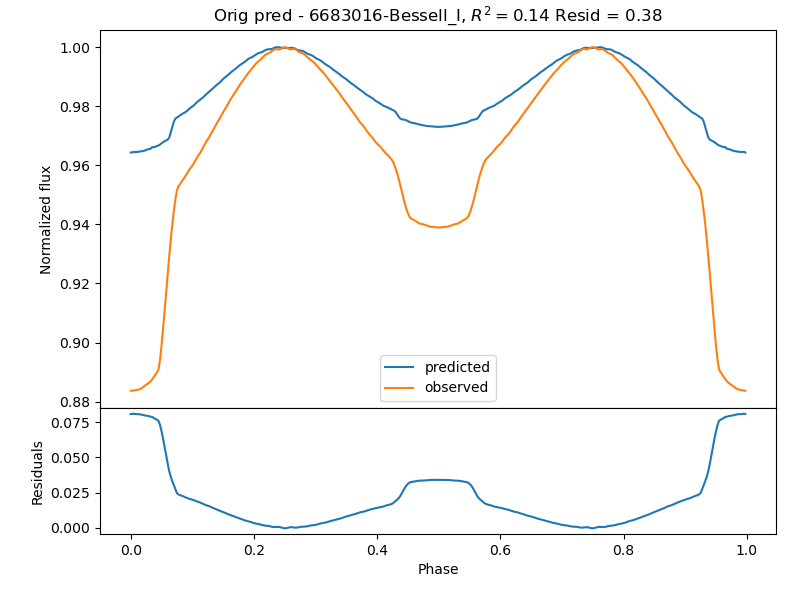 Orig pred - 6683016-Bessell_I, R² = 0.14 Resid = 0.38
1.00
0.98
0.96
0.94
0.92
0.90
0.88
Normalized flux
predicted
observed
0.075
0.050
0.025
0.000
Residuals
0.0 0.2 0.4 0.6 0.8 1.0
Phase